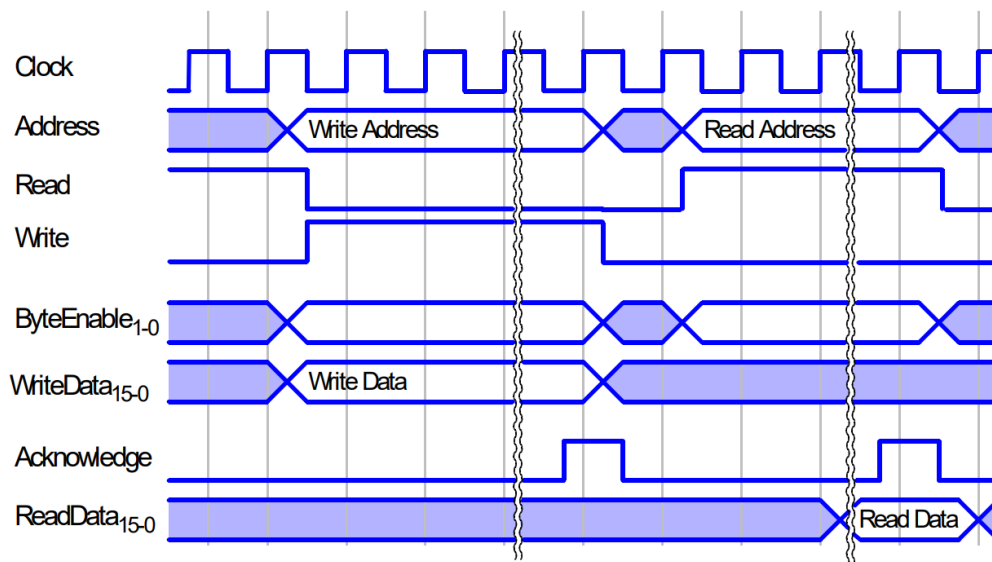 Clock
Address
Write Address
Read Address
Read
Write
ByteEnable1-0
WriteData15-0
Write Data
Acknowledge
ReadData15-0
Read Data